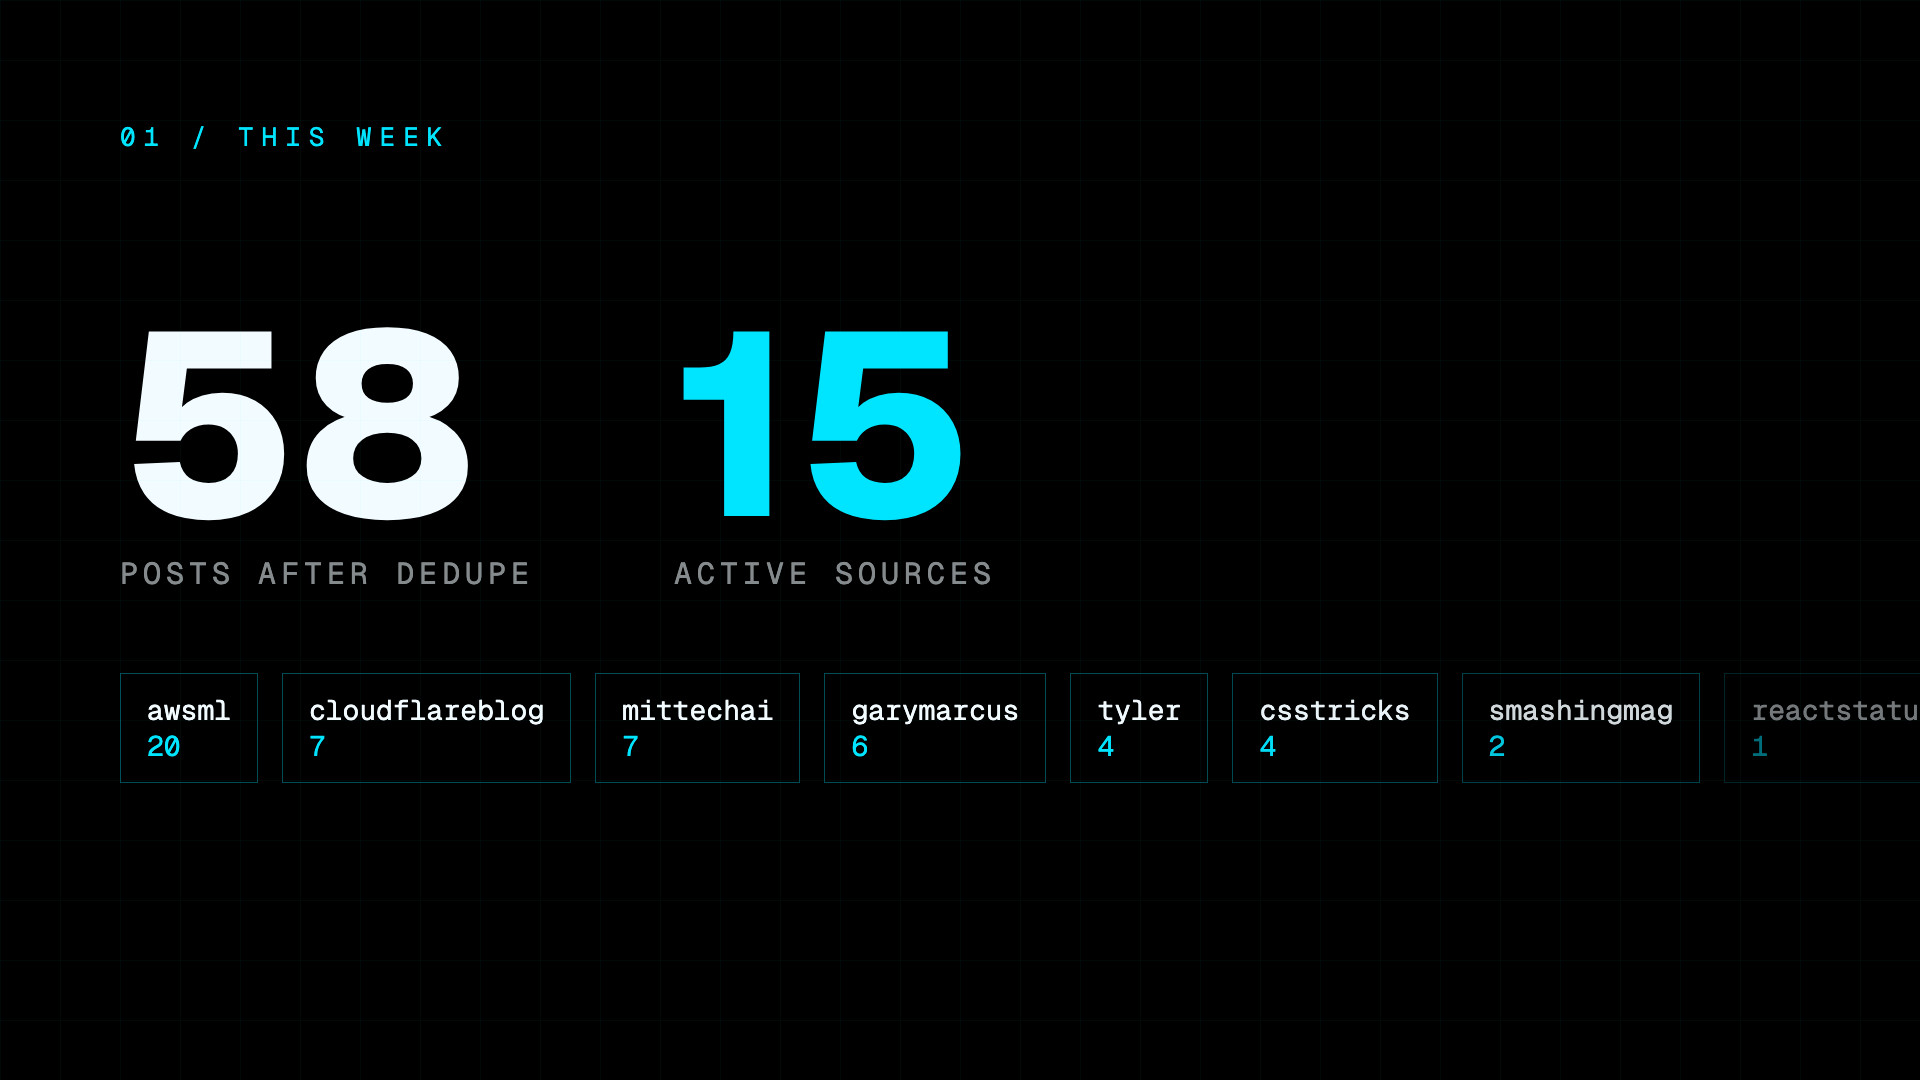 01 / THIS WEEK
58 15
POSTS AFTER DEDUPE ACTIVE SOURCES
awsml cloudflareblog mittechai garymarcus tyler csstricks smashingmag reactstatu
20 7 7 6 4 4 2 1